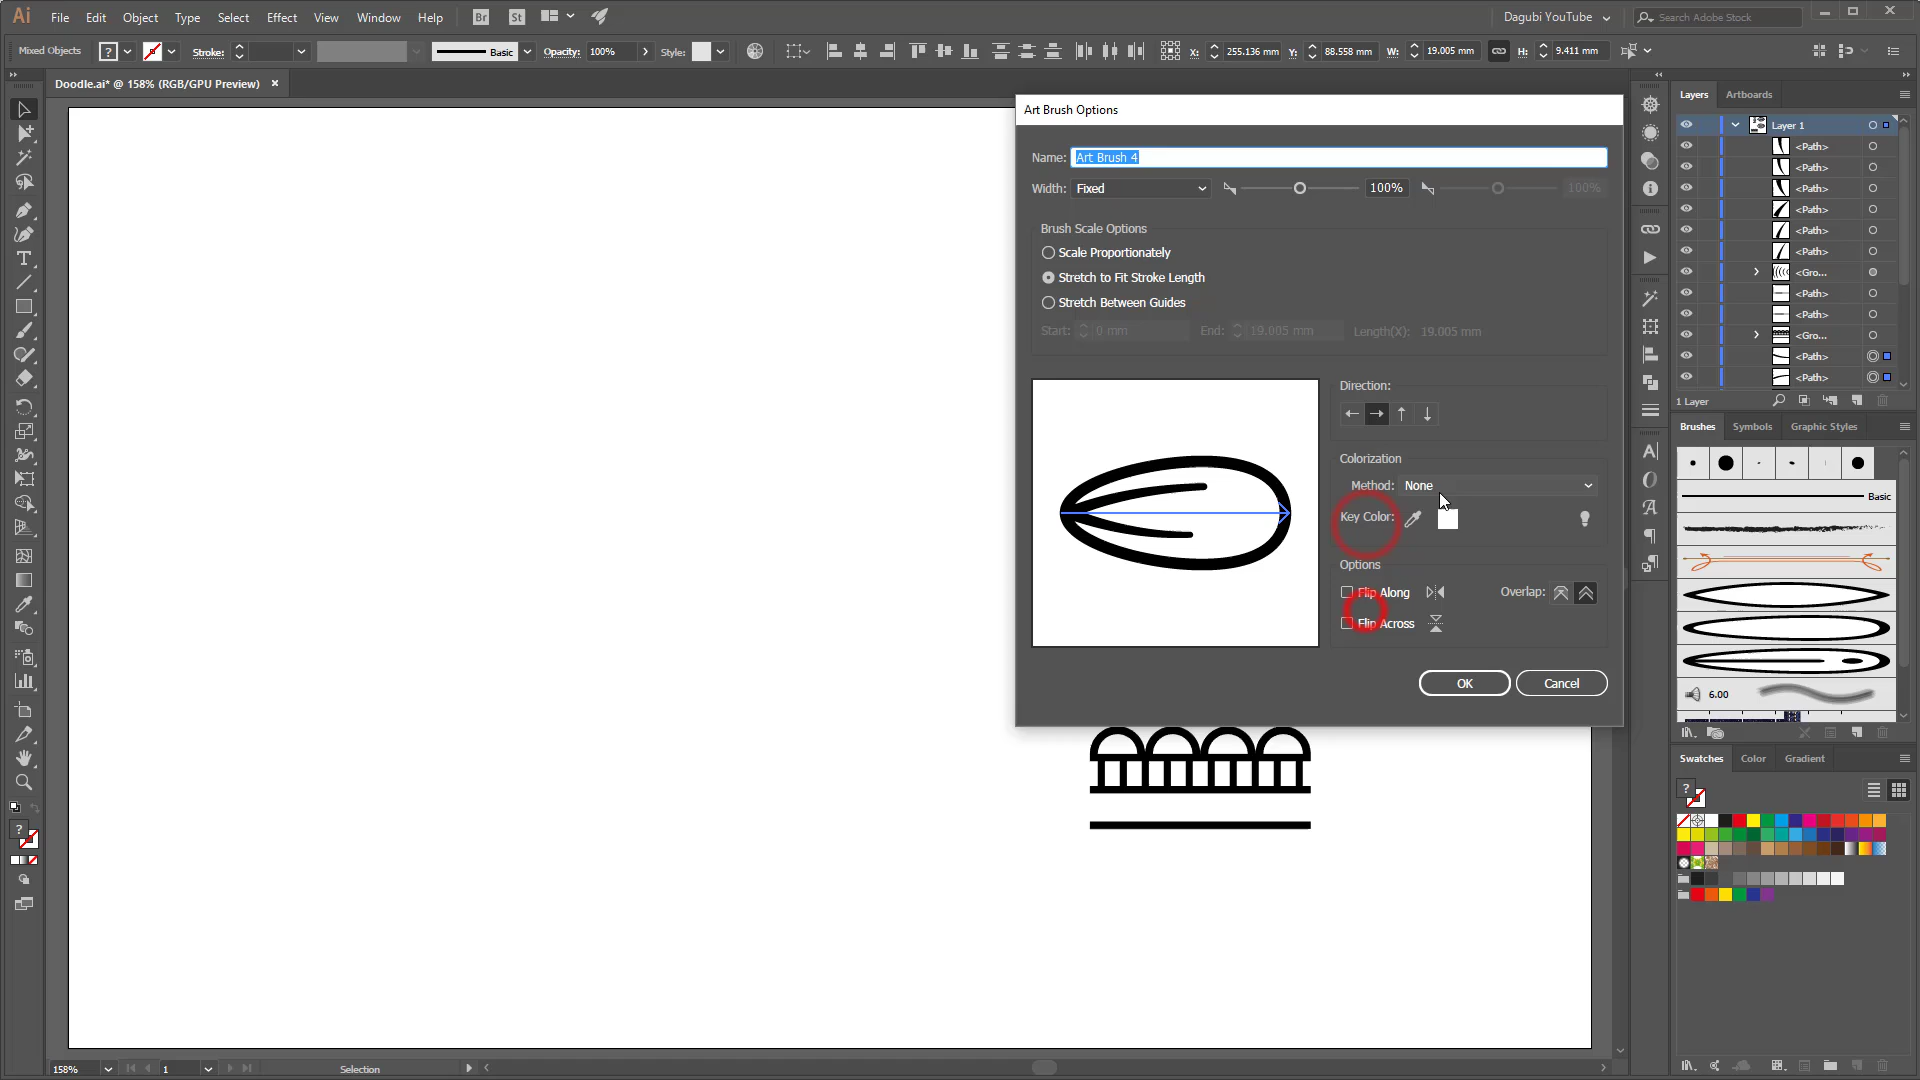 Ai File Edit Object Type Select Effect View Window Help Br St Dagubi YouTube Search Adobe Stock
Mixed Objects ? Stroke: Basic Opacity: 100% Style: X: 255.136 mm Y: 88.558 mm W: 19.005 mm H: 9.411 mm
Doodle.ai* @ 158% (RGB/GPU Preview) ×
Art Brush Options
Name: Art Brush 4
Width: Fixed 100% 100%
Brush Scale Options
Scale Proportionately
Stretch to Fit Stroke Length
Stretch Between Guides
Start: 0 mm End: 19.005 mm Length(X): 19.005 mm
Direction:
Colorization
Method: None
Key Color:
Options
Flip Along Overlap:
Flip Across
OK Cancel
Layers Artboards
Layer 1
<Path>
<Path>
<Path>
<Path>
<Path>
<Path>
<Gro...
<Path>
<Path>
<Gro...
<Path>
<Path>
1 Layer
Brushes Symbols Graphic Styles
Basic
6.00
Swatches Color Gradient
?
?
158% 1 Selection